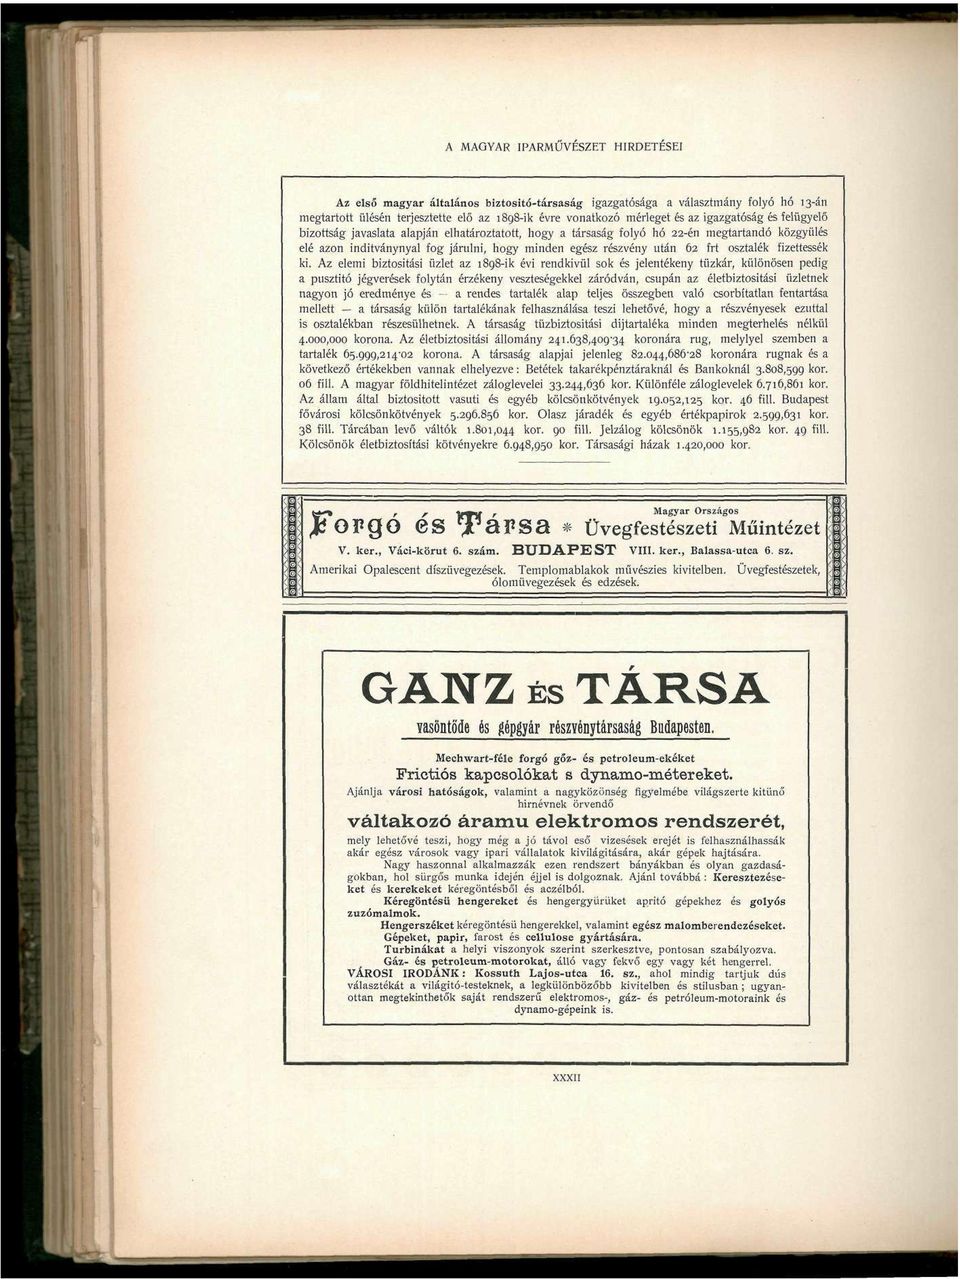 A MAGYAR IPARMŰVÉSZET HIRDETÉSEI
Az első magyar általános biztositó-társaság igazgatósága a választmány folyó hó 13-án
megtartott ülésén terjesztette elő az 1898-ik évre vonatkozó mérleget és az igazgatóság és felügyelő
bizottság javaslata alapján elhatároztatott, hogy a társaság folyó hó 22-én megtartandó közgyülés
elé azon inditványnyal fog járulni, hogy minden egész részvény után 62 frt osztalék fizettessék
ki. Az elemi biztositási üzlet az 1898-ik évi rendkivül sok és jelentékeny tüzkár, különösen pedig
a pusztitó jégverések folytán érzékeny veszteségekkel záródván, csupán az életbiztositási üzletnek
nagyon jó eredménye és — a rendes tartalék alap teljes összegben való csorbítatlan fentartása
mellett — a társaság külön tartalékának felhasználása teszi lehetővé, hogy a részvényesek ezuttal
is osztalékban részesülhetnek. A társaság tüzbiztositási dijtartaléka minden megterhelés nélkül
4.000,000 korona. Az életbiztositási állomány 241.638,409·34 koronára rug, melylyel szemben a
tartalék 65.999,214·02 korona. A társaság alapjai jelenleg 82.044,686·28 koronára rugnak és a
következő értékekben vannak elhelyezve: Betétek takarékpénztáraknál és Bankoknál 3.808,599 kor.
06 fill. A magyar földhitelintézet záloglevelei 33.244,636 kor. Különféle záloglevelek 6.716,861 kor.
Az állam által biztositott vasuti és egyéb kölcsönkötvények 19.052,125 kor. 46 fill. Budapest
fővárosi kölcsönkötvények 5.296.856 kor. Olasz járadék és egyéb értékpapirok 2.599,631 kor.
38 fill. Tárcában levő váltók 1.801,044 kor. 90 fill. Jelzálog kölcsönök 1.155,982 kor. 49 fill.
Kölcsönök életbiztosítási kötvényekre 6.948,950 kor. Társasági házak 1.420,000 kor.
Forgó és Társa * Magyar Országos
Üvegfestészeti Műintézet
V. ker., Váci-körut 6. szám. BUDAPEST VIII. ker., Balassa-utca 6. sz.
Amerikai Opalescent díszüvegezések. Templomablakok művészies kivitelben. Üvegfestészetek,
ólomüvegezések és edzések.
GANZ ÉS TÁRSA
vasöntöde és gépgyár részvénytársaság Budapesten.
Mechwart-féle forgó gőz- és petroleum-ekéket
Frictiós kapcsolókat s dynamo-métereket.
Ajánlja városi hatóságok, valamint a nagyközönség figyelmébe világszerte kitünő
hirnévnek örvendő
váltakozó áramu elektromos rendszerét,
mely lehetővé teszi, hogy még a jó távol eső vizesések erejét is felhasználhassák
akár egész városok vagy ipari vállalatok kivilágitására, akár gépek hajtására.
Nagy haszonnal alkalmazzák ezen rendszert bányákban és olyan gazdasá-
gokban, hol sürgős munka idején éjjel is dolgoznak. Ajánl továbbá: Keresztezése-
ket és kerekeket kéregöntésből és aczélból.
Kéregöntésü hengereket és hengergyürüket apritó gépekhez és golyós
zuzómalmok.
Hengerszéket kéregöntésü hengerekkel, valamint egész malomberendezéseket.
Gépeket, papir, farost és cellulose gyártására.
Turbinákat a helyi viszonyok szerint szerkesztve, pontosan szabályozva.
Gáz- és petroleum-motorokat, álló vagy fekvő egy vagy két hengerrel.
VÁROSI IRODÁNK: Kossuth Lajos-utca 16. sz., ahol mindig tartjuk dús
választékát a világitó-testeknek, a legkülönbözőbb kivitelben és stilusban; ugyan-
ottan megtekinthetők saját rendszerű elektromos-, gáz- és petróleum-motoraink és
dynamo-gépeink is.
XXXII